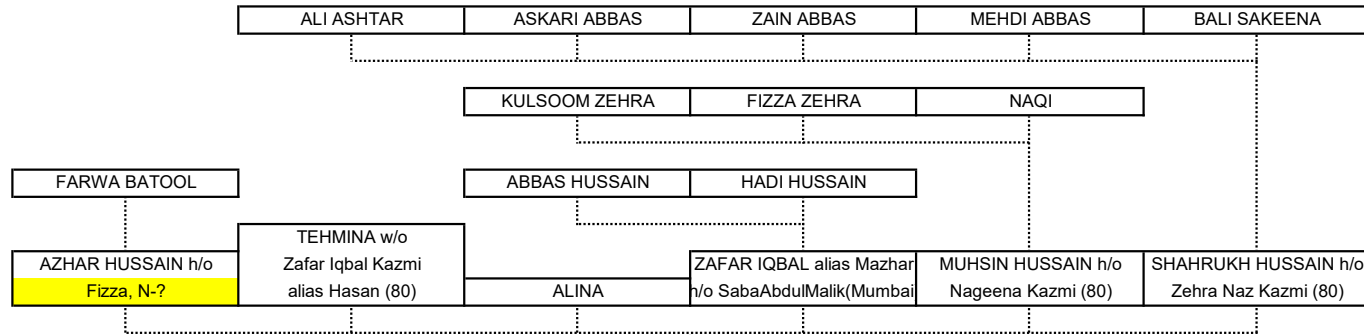 ALI ASHTAR
ASKARI ABBAS
ZAIN ABBAS
MEHDI ABBAS
BALI SAKEENA
KULSOOM ZEHRA
FIZZA ZEHRA
NAQI
FARWA BATOOL
ABBAS HUSSAIN
HADI HUSSAIN
AZHAR HUSSAIN h/o
Fizza, N-?
TEHMINA w/o
Zafar Iqbal Kazmi
alias Hasan (80)
ALINA
ZAFAR IQBAL alias Mazhar
h/o SabaAbdulMalik(Mumbai
MUHSIN HUSSAIN h/o
Nageena Kazmi (80)
SHAHRUKH HUSSAIN h/o
Zehra Naz Kazmi (80)